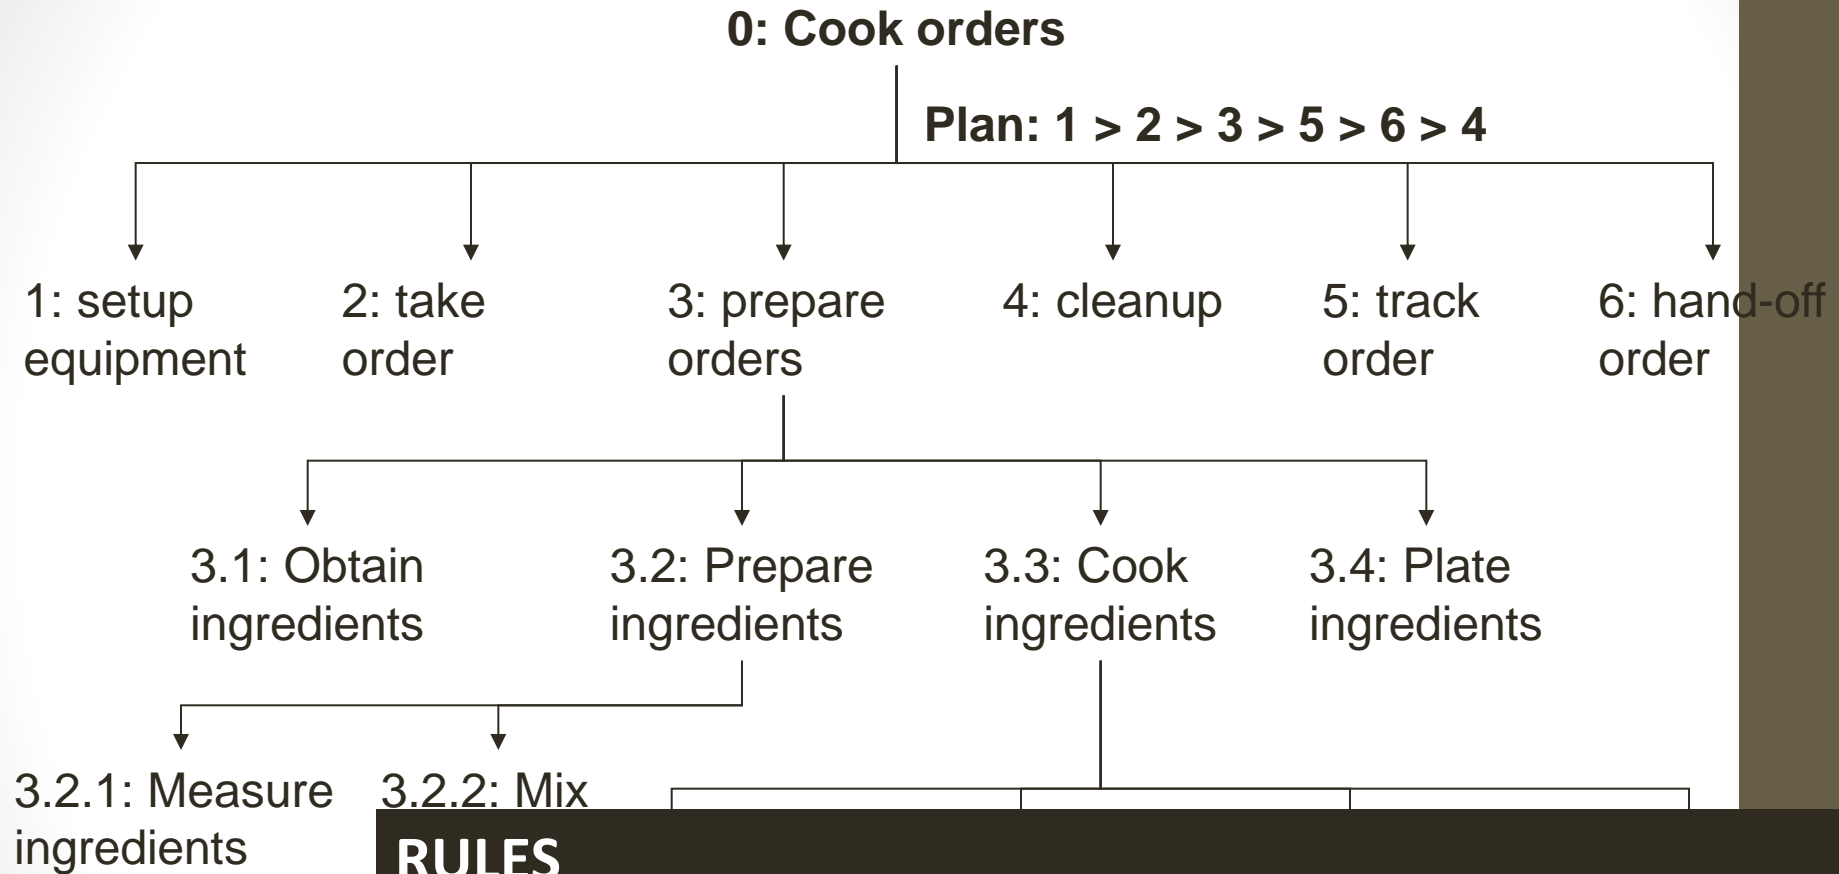 0: Cook orders
Plan: 1 > 2 > 3 > 5 > 6 > 4
1: setup
equipment
2: take
order
3: prepare
orders
4: cleanup
5: track
order
6: hand-off
order
3.1: Obtain
ingredients
3.2: Prepare
ingredients
3.3: Cook
ingredients
3.4: Plate
ingredients
3.2.1: Measure
ingredients
3.2.2: Mix
RULES